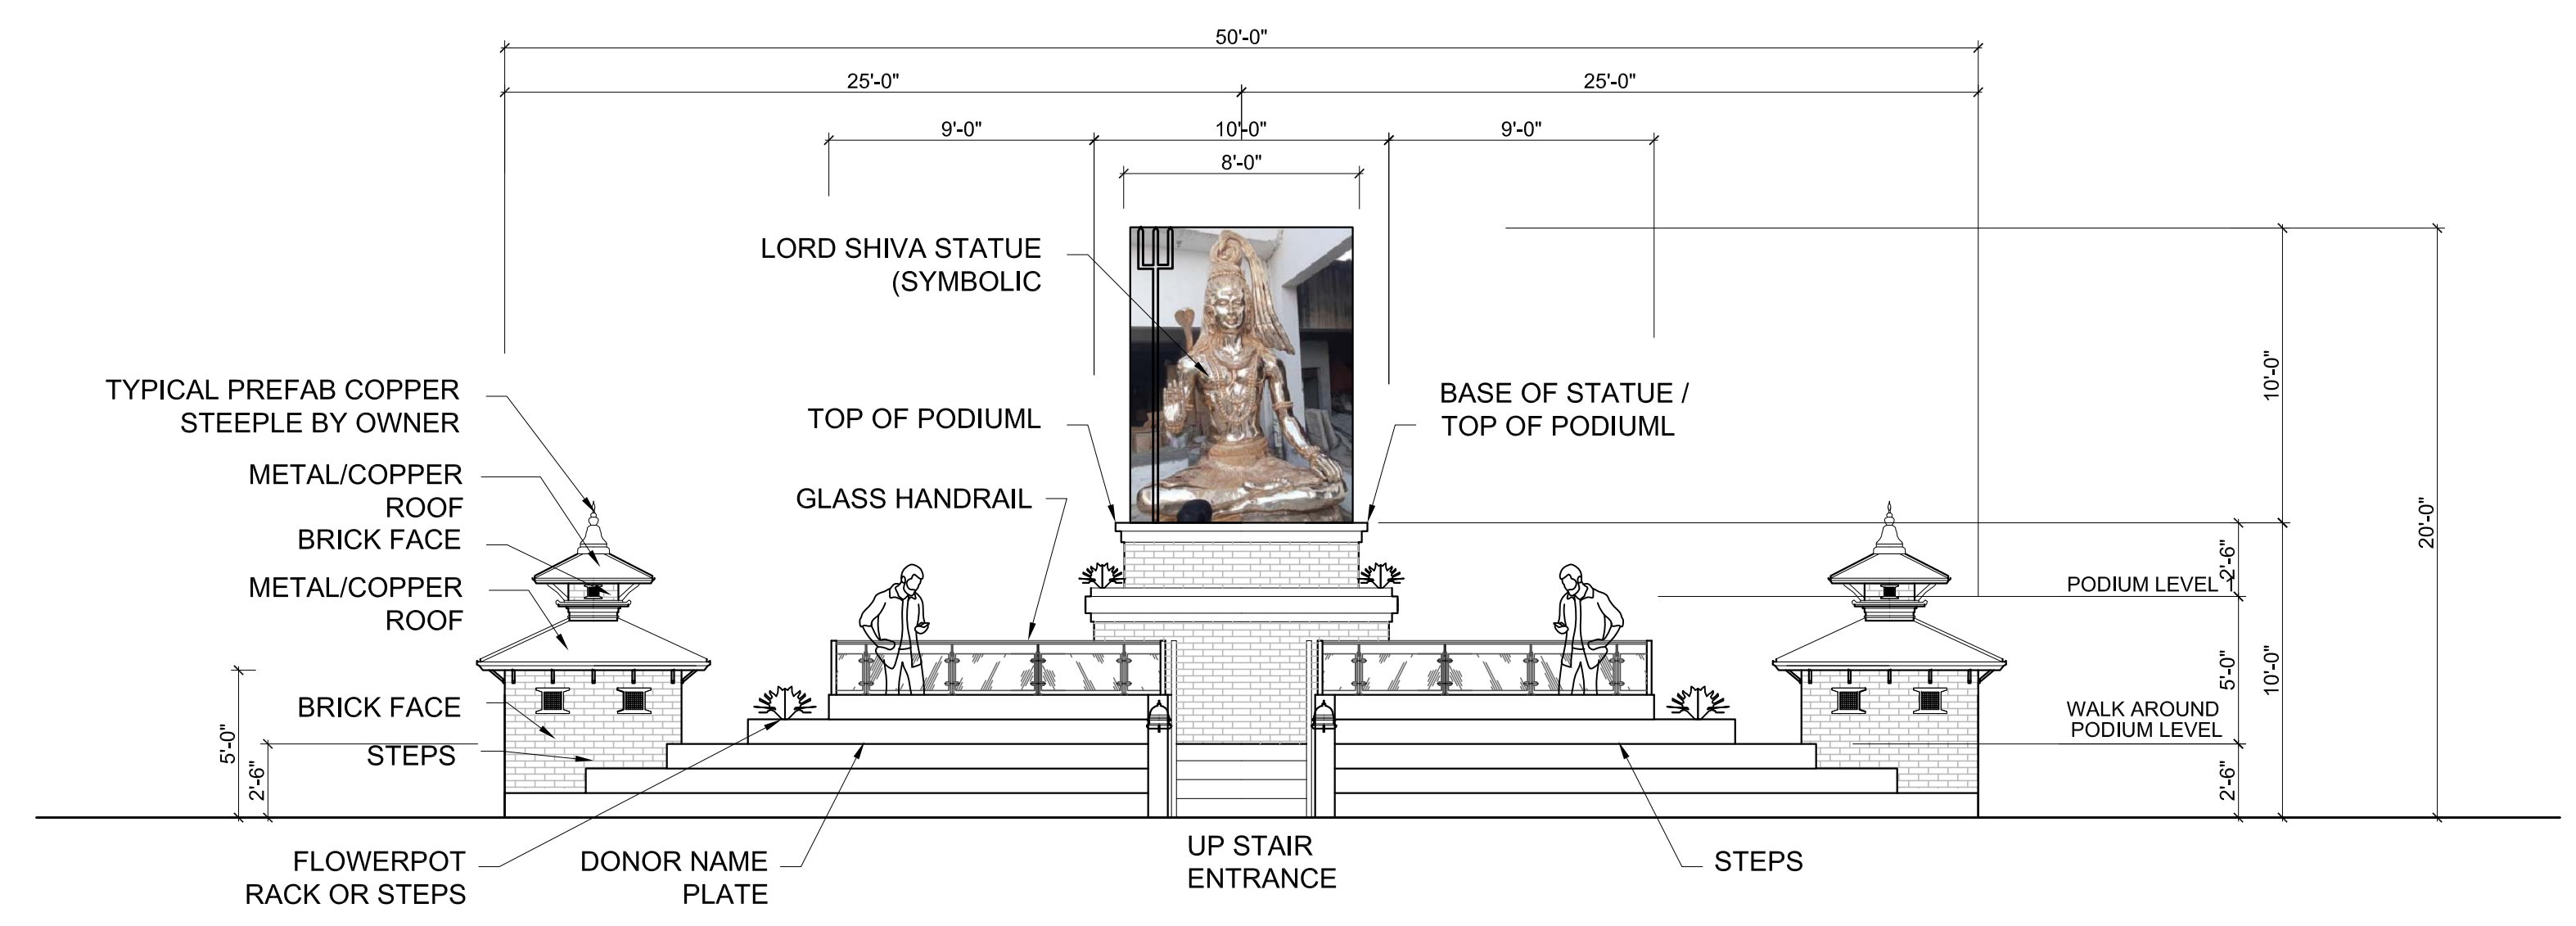 50'-0"
25'-0"
25'-0"
9'-0"
10'-0"
9'-0"
8'-0"
LORD SHIVA STATUE
(SYMBOLIC
TYPICAL PREFAB COPPER
STEEPLE BY OWNER
METAL/COPPER
ROOF
BRICK FACE
METAL/COPPER
ROOF
BRICK FACE
STEPS
5'-0"
2'-6"
TOP OF PODIUML
GLASS HANDRAIL
BASE OF STATUE /
TOP OF PODIUML
10'-0"
20'-0"
2'-6"
PODIUM LEVEL 1
5'-0"
10'-0"
WALK AROUND
PODIUM LEVEL
2'-6"
FLOWERPOT
RACK OR STEPS
DONOR NAME
PLATE
UP STAIR
ENTRANCE
STEPS